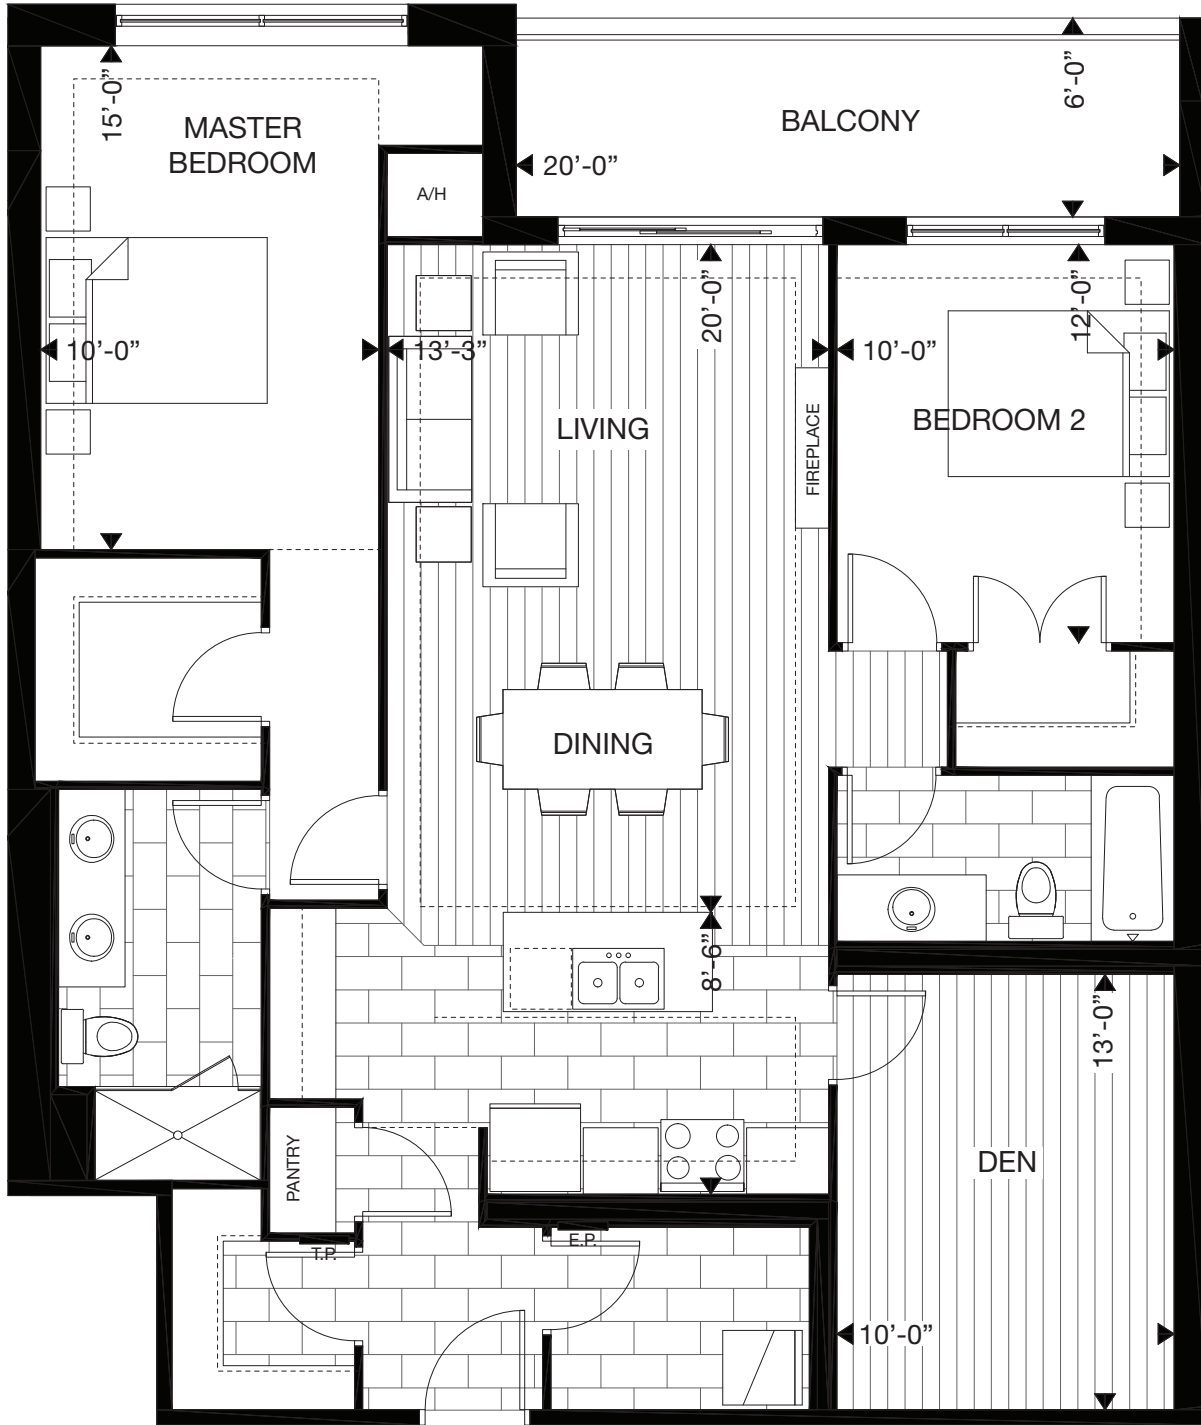 15’-0”
MASTER
BEDROOM
A/H
BALCONY
6’-0”
20’-0”
10’-0”
13’-3”
20’-0”
LIVING
FIREPLACE
10’-0”
12’-0”
BEDROOM 2
DINING
8’-6”
13’-0”
DEN
10’-0”
PANTRY
T.P.
E.P.